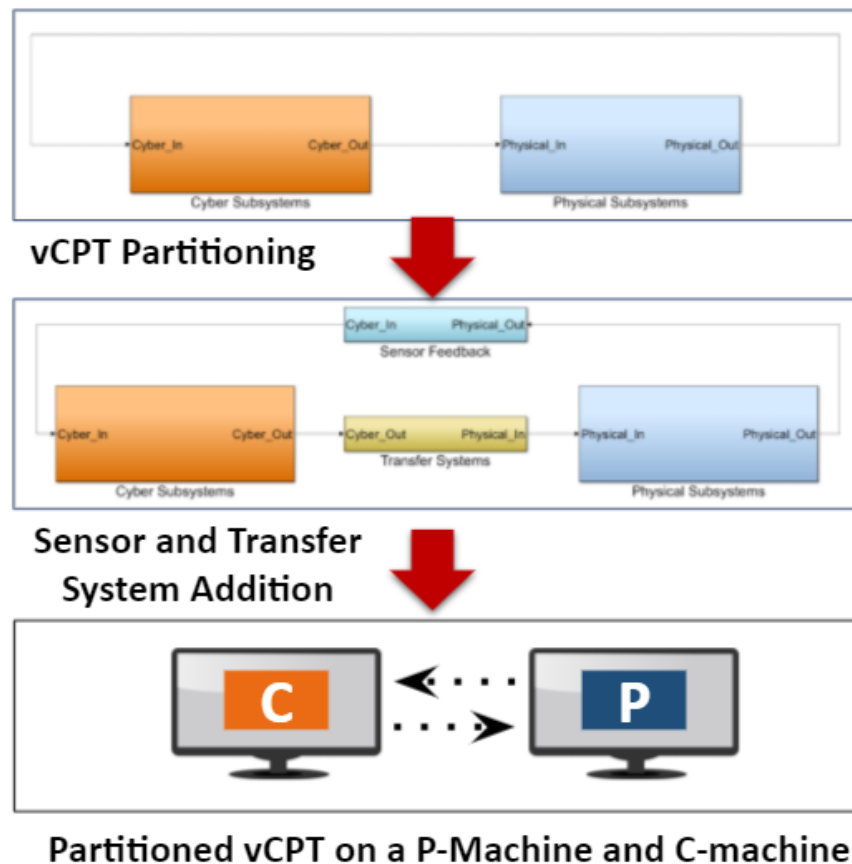 Cyber_In Cyber_Out Physical_In Physical_Out
Cyber Subsystems Physical Subsystems
vCPT Partitioning
Cyber_In Physical_Out
Sensor Feedback
Cyber_In Cyber_Out Cyber_Out Physical_In Physical_In Physical_Out
Transfer Systems
Cyber Subsystems Physical Subsystems
Sensor and Transfer
System Addition
C P
Partitioned vCPT on a P-Machine and C-machine